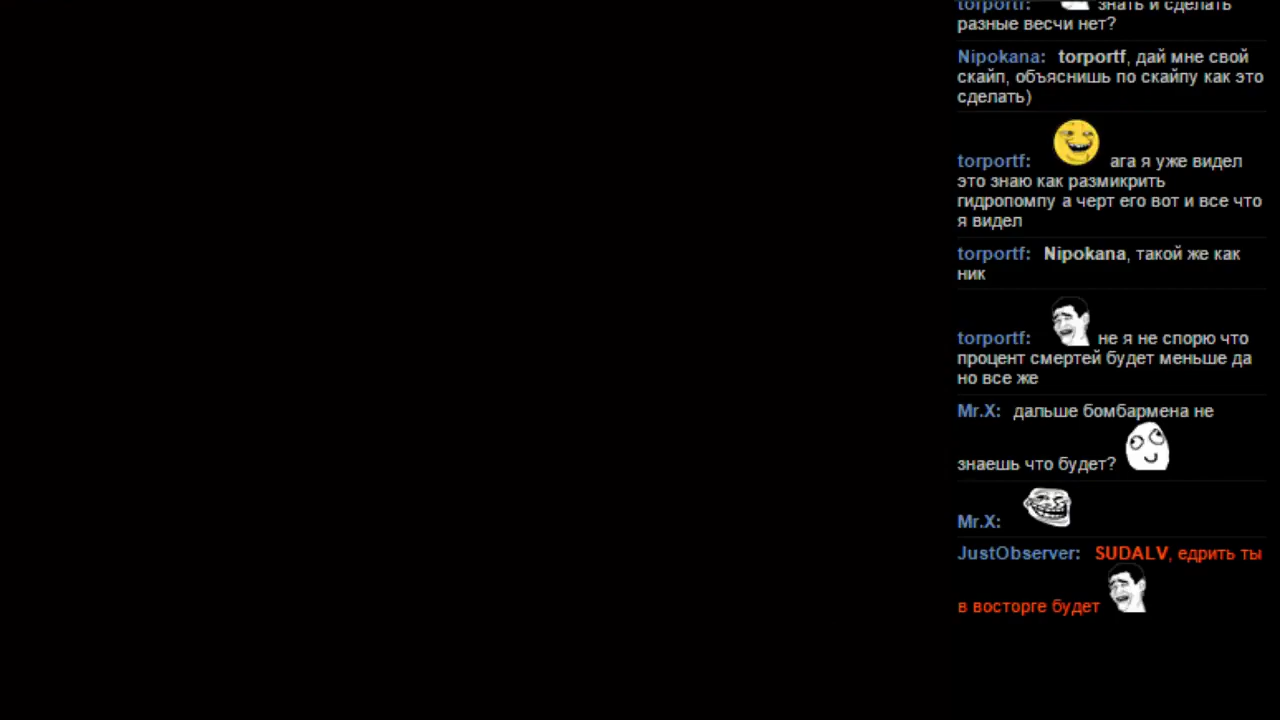 torportf: знать и сделать
разные весчи нет?
Nipokana: torportf, дай мне свой
скайп, объяснишь по скайпу как это
сделать)
torportf: ага я уже видел
это знаю как размикрить
гидропомпу а черт его вот и все что
я видел
torportf: Nipokana, такой же как
ник
torportf: не я не спорю что
процент смертей будет меньше да
но все же
Mr.X: дальше бомбармена не
знаешь что будет?
Mr.X:
JustObserver: SUDALV, едрить ты
в восторге будет